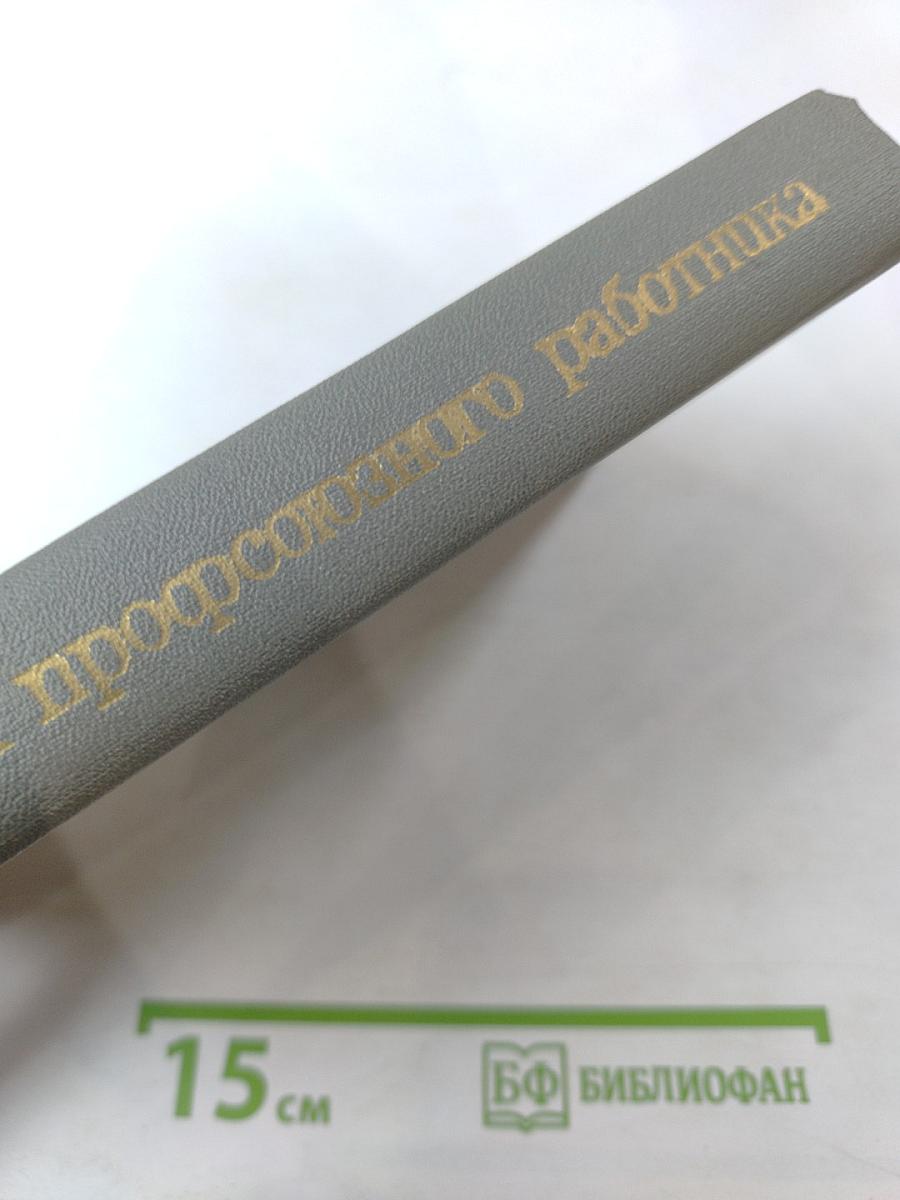 профсоюзного работника
15 см
БФ БИБЛИОФАН